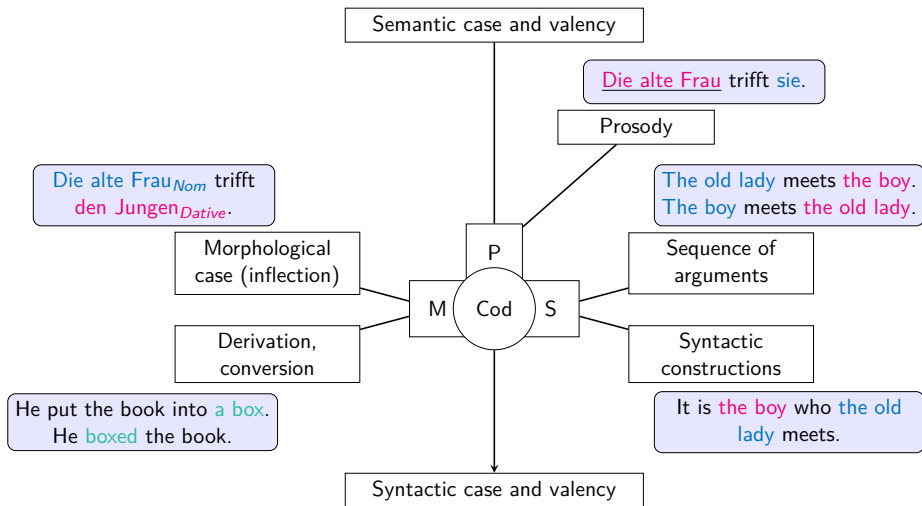 Semantic case and valency
Die alte Frau trifft sie.
Prosody
Die alte Frau_Nom trifft
den Jungen_Dative.
The old lady meets the boy.
The boy meets the old lady.
Morphological
case (inflection)
P
Sequence of
arguments
M
Cod
S
Derivation,
conversion
Syntactic
constructions
He put the book into a box.
He boxed the book.
It is the boy who the old
lady meets.
Syntactic case and valency